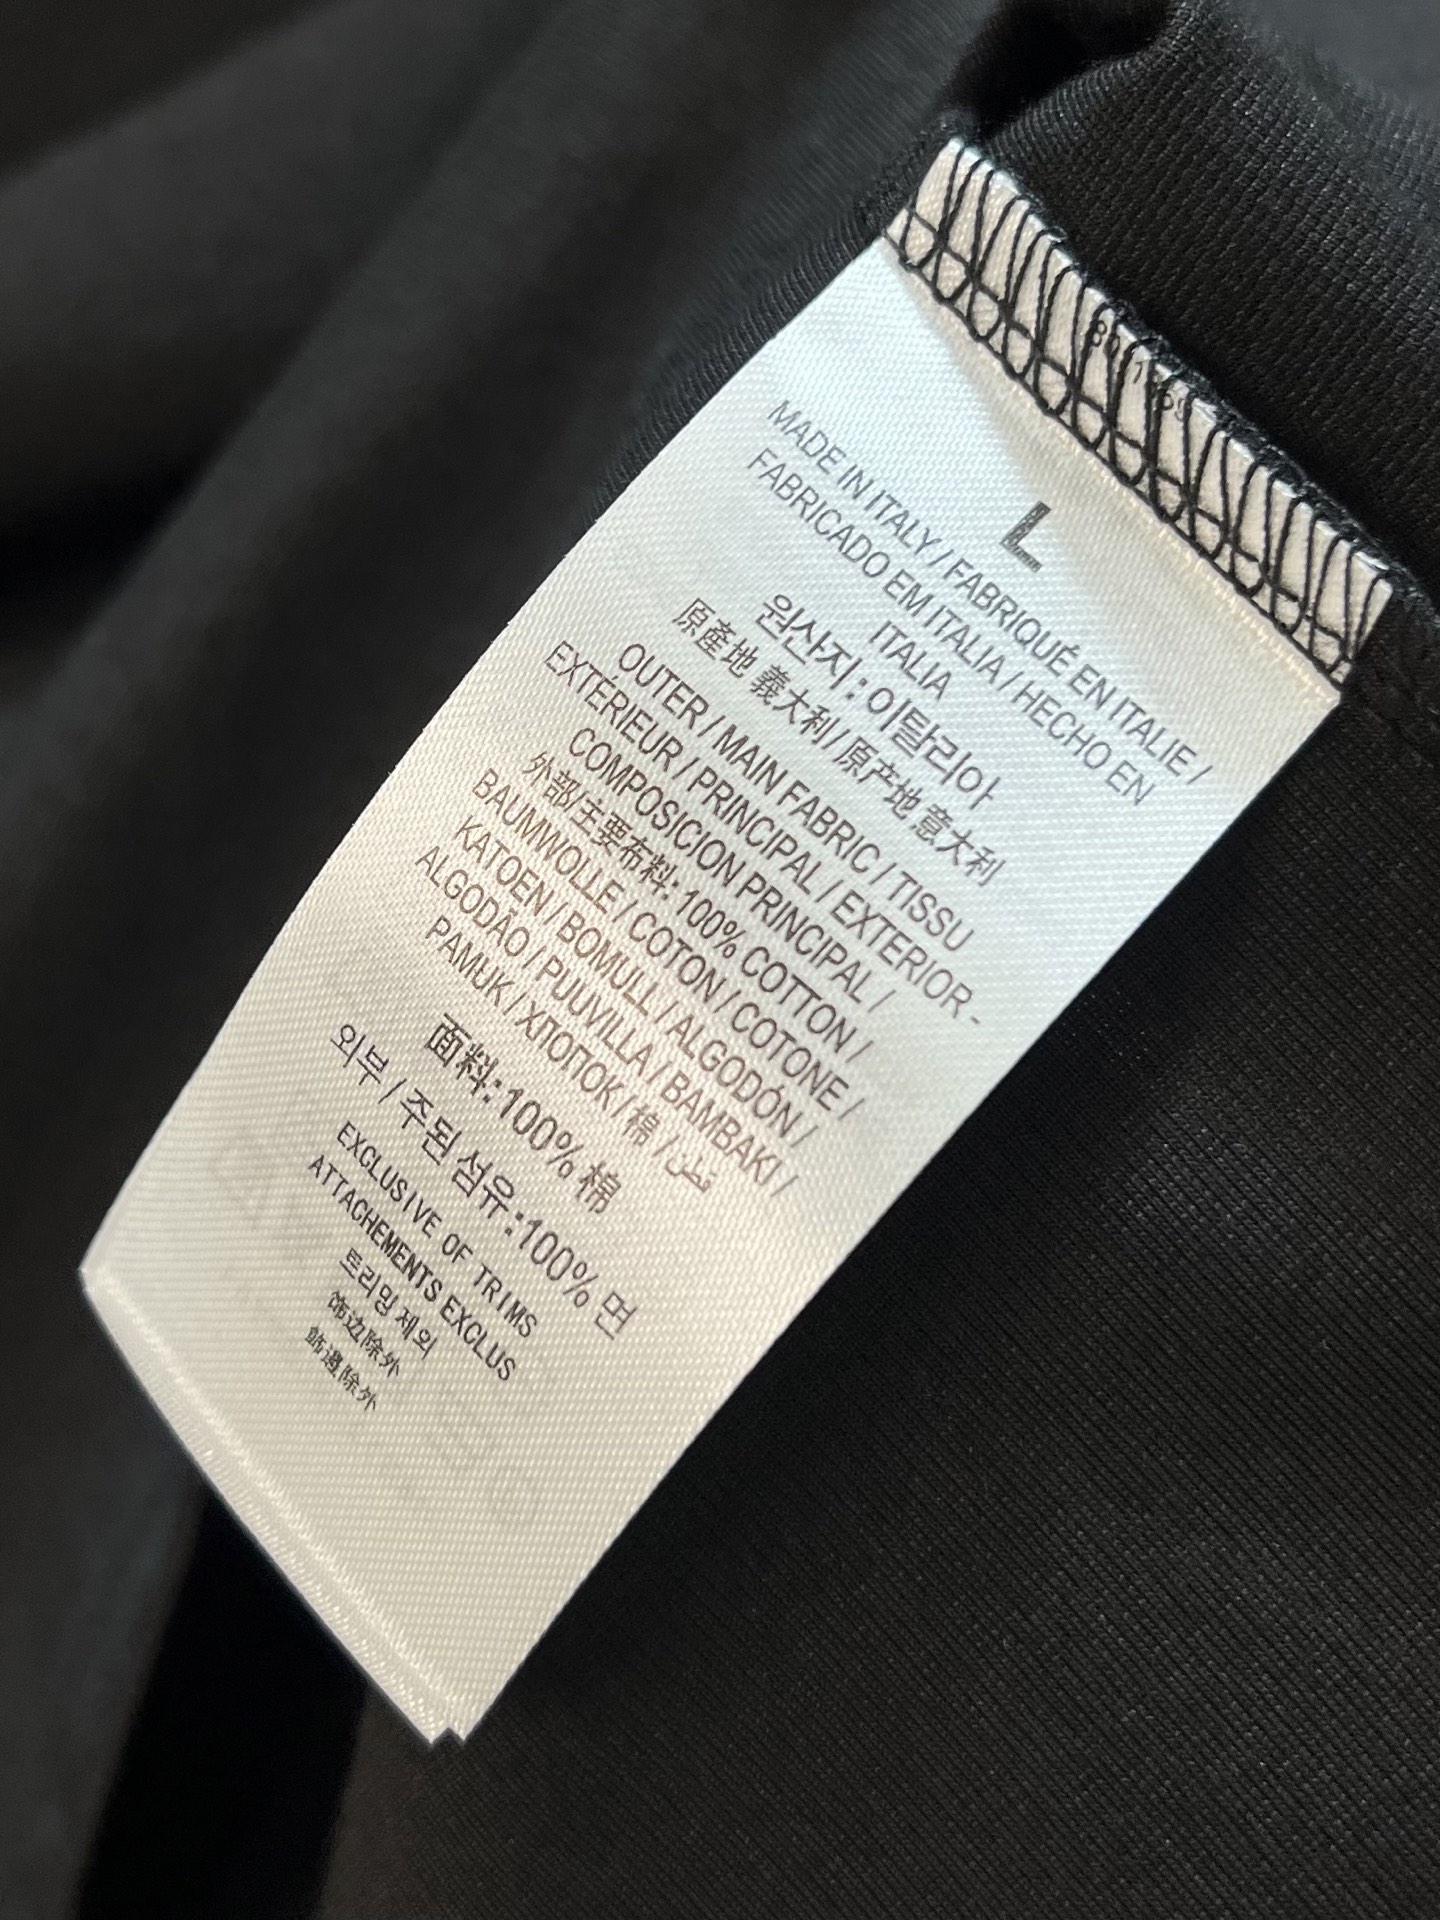 L
MADE IN ITALY / FABRIQUÉ EN ITALIE /
FABRICADO EM ITALIA / HECHO EN
ITALIA
원산지 : 이탈리아
原產地 義大利 / 原产地 意大利
OUTER / MAIN FABRIC / TISSU
EXTÉRIEUR / PRINCIPAL / EXTERIOR -
COMPOSICION PRINCIPAL /
外部/主要布料: 100% COTTON /
BAUMWOLLE / COTON / COTONE /
KATOEN / BOMULL / ALGODÓN /
ALGODÃO / PUUVILLA / BAMBAKI /
PAMUK / ХЛОПОК / 棉 / قطن
面料:100% 棉
외부 / 주된 섬유:100% 면
EXCLUSIVE OF TRIMS
ATTACHEMENTS EXCLUS
트리밍 제외
饰边除外
飾邊除外